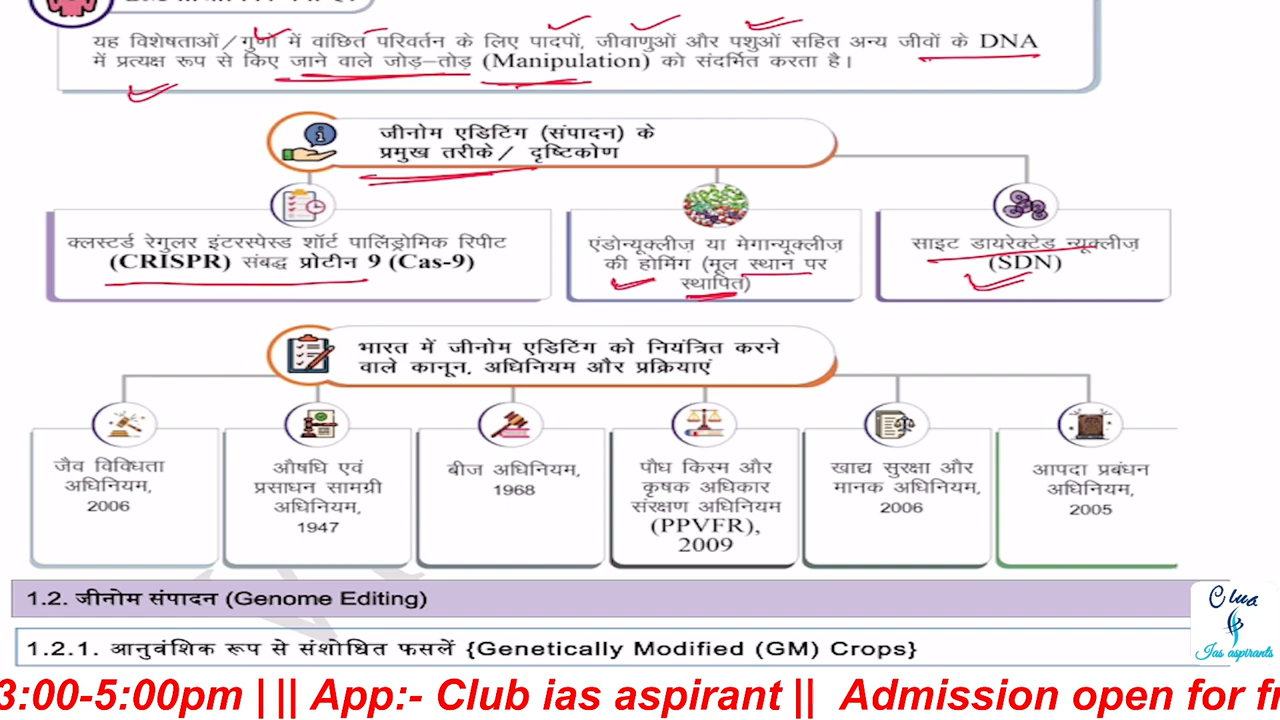 यह विशेषताओं/गुणों में वांछित परिवर्तन के लिए पादपों, जीवाणुओं और पशुओं सहित अन्य जीवों के DNA
में प्रत्यक्ष रूप से किए जाने वाले जोड़-तोड़ (Manipulation) को संदर्मित करता है।
जीनोम एडिटिंग (संपादन) के
प्रमुख तरीके/ दृष्टिकोण
क्लस्टर्ड रेगुलर इंटरस्पेस्ड शॉर्ट पालिंड्रोमिक रिपीट
(CRISPR) संबद्ध प्रोटीन 9 (Cas-9)
एंडोन्यूक्लीज़ या मेगान्यूक्लीज़
की होमिंग (मूल स्थान पर
स्थापित)
साइट डायरेक्टेड न्यूक्लीज़
(SDN)
भारत में जीनोम एडिटिंग को नियंत्रित करने
वाले कानून, अधिनियम और प्रक्रियाएं
जैव विविधता
अधिनियम,
2006
औषधि एवं
प्रसाधन सामग्री
अधिनियम,
1947
बीज अधिनियम,
1968
पौध किस्म और
कृषक अधिकार
संरक्षण अधिनियम
(PPVFR),
2009
खाद्य सुरक्षा और
मानक अधिनियम,
2006
आपदा प्रबंधन
अधिनियम,
2005
1.2. जीनोम संपादन (Genome Editing)
1.2.1. आनुवंशिक रूप से संशोधित फसलें {Genetically Modified (GM) Crops}
Club
Ias aspirants
3:00-5:00pm | || App:- Club ias aspirant || Admission open for